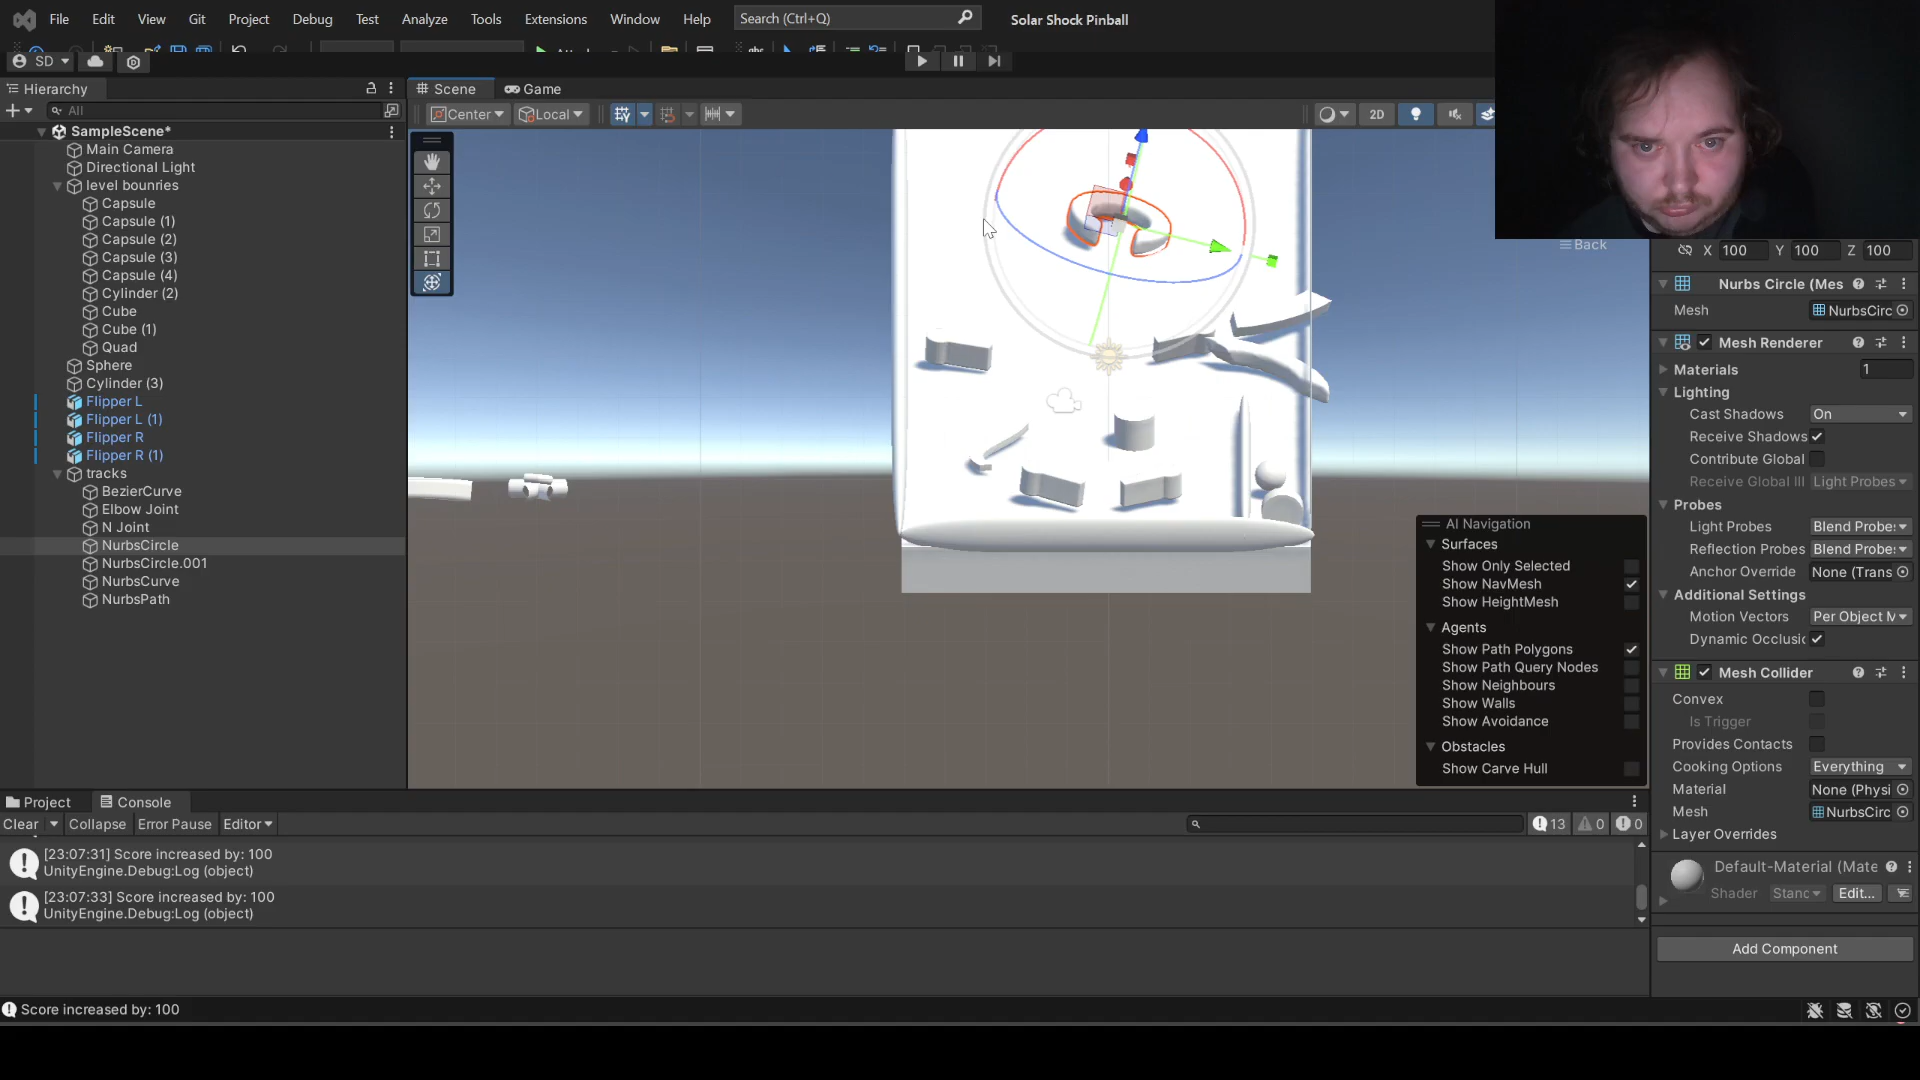 File Edit View Git Project Debug Test Analyze Tools Extensions Window Help Search (Ctrl+Q) Solar Shock Pinball
SD
Hierarchy
All
SampleScene*
Main Camera
Directional Light
level bounries
Capsule
Capsule (1)
Capsule (2)
Capsule (3)
Capsule (4)
Cylinder (2)
Cube
Cube (1)
Quad
Sphere
Cylinder (3)
Flipper L
Flipper L (1)
Flipper R
Flipper R (1)
tracks
BezierCurve
Elbow Joint
N Joint
NurbsCircle
NurbsCircle.001
NurbsCurve
NurbsPath
Scene Game
Center Local 2D
Back
AI Navigation
Surfaces
Show Only Selected
Show NavMesh
Show HeightMesh
Agents
Show Path Polygons
Show Path Query Nodes
Show Neighbours
Show Walls
Show Avoidance
Obstacles
Show Carve Hull
X 100 Y 100 Z 100
Nurbs Circle (Mes
Mesh NurbsCirc
Mesh Renderer
Materials 1
Lighting
Cast Shadows On
Receive Shadows
Contribute Global
Receive Global Ill Light Probes
Probes
Light Probes Blend Probe:
Reflection Probes Blend Probe:
Anchor Override None (Trans
Additional Settings
Motion Vectors Per Object M
Dynamic Occlusic
Mesh Collider
Convex
Is Trigger
Provides Contacts
Cooking Options Everything
Material None (Physi
Mesh NurbsCirc
Layer Overrides
Default-Material (Mate
Shader Stanc Edit...
Add Component
Project Console
Clear Collapse Error Pause Editor 13 0 0
[23:07:31] Score increased by: 100
UnityEngine.Debug:Log (object)
[23:07:33] Score increased by: 100
UnityEngine.Debug:Log (object)
Score increased by: 100